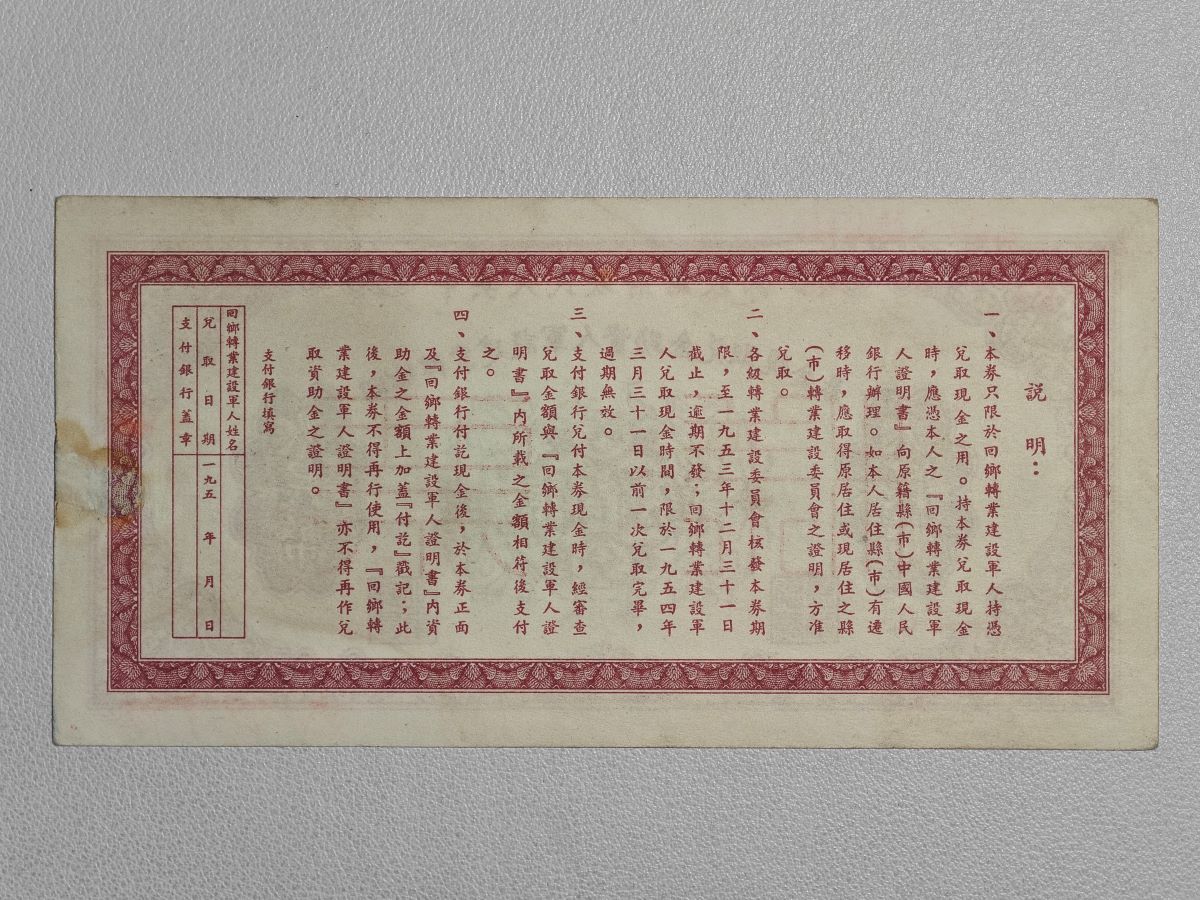 説明：
一、本券只限於回鄉轉業建設軍人持憑
兌取現金之用。持本券兌取現金
時，應憑本人之『回鄉轉業建設軍
人證明書』向原籍縣(市)中國人民
銀行辦理。如本人居住縣(市)有遷
移時，應取得原居住或現居住之縣
(市)轉業建設委員會之證明，方准
兌取。
二、各級轉業建設委員會核發本券期
限，至一九五三年十二月三十一日
截止，逾期不發；回鄉轉業建設軍
人兌取現金時間，限於一九五四年
三月三十一日以前一次兌取完畢，
過期無效。
三、支付銀行兌付本券現金時，經審查
兌取金額與『回鄉轉業建設軍人證
明書』內所載之金額相符後支付
之。
四、支付銀行付訖現金後，於本券正面
及『回鄉轉業建設軍人證明書』內資
助金之金額上加蓋『付訖』戳記；此
後，本券不得再行使用，『回鄉轉
業建設軍人證明書』亦不得再作兌
取資助金之證明。
支付銀行填寫
回鄉轉業建設軍人姓名
兌取日期 一九五 年 月 日
支付銀行蓋章